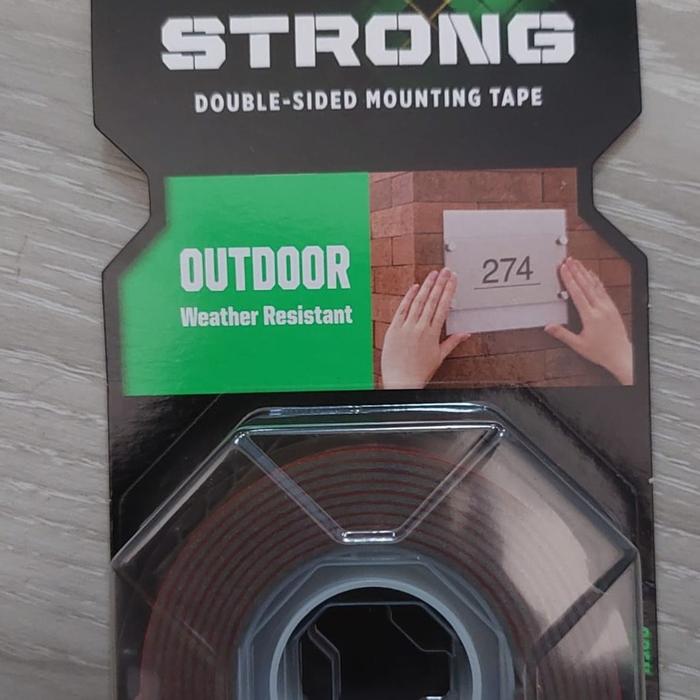 STRONG
DOUBLE-SIDED MOUNTING TAPE
OUTDOOR
Weather Resistant
274